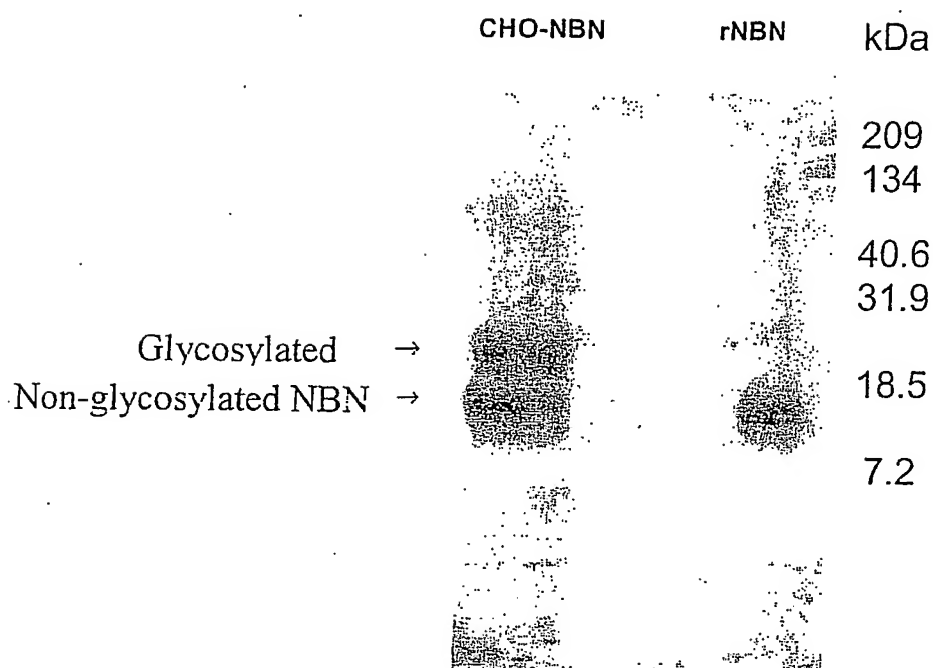 CHO-NBN rNBN kDa
209
134
40.6
31.9
Glycosylated →
18.5
Non-glycosylated NBN →
7.2